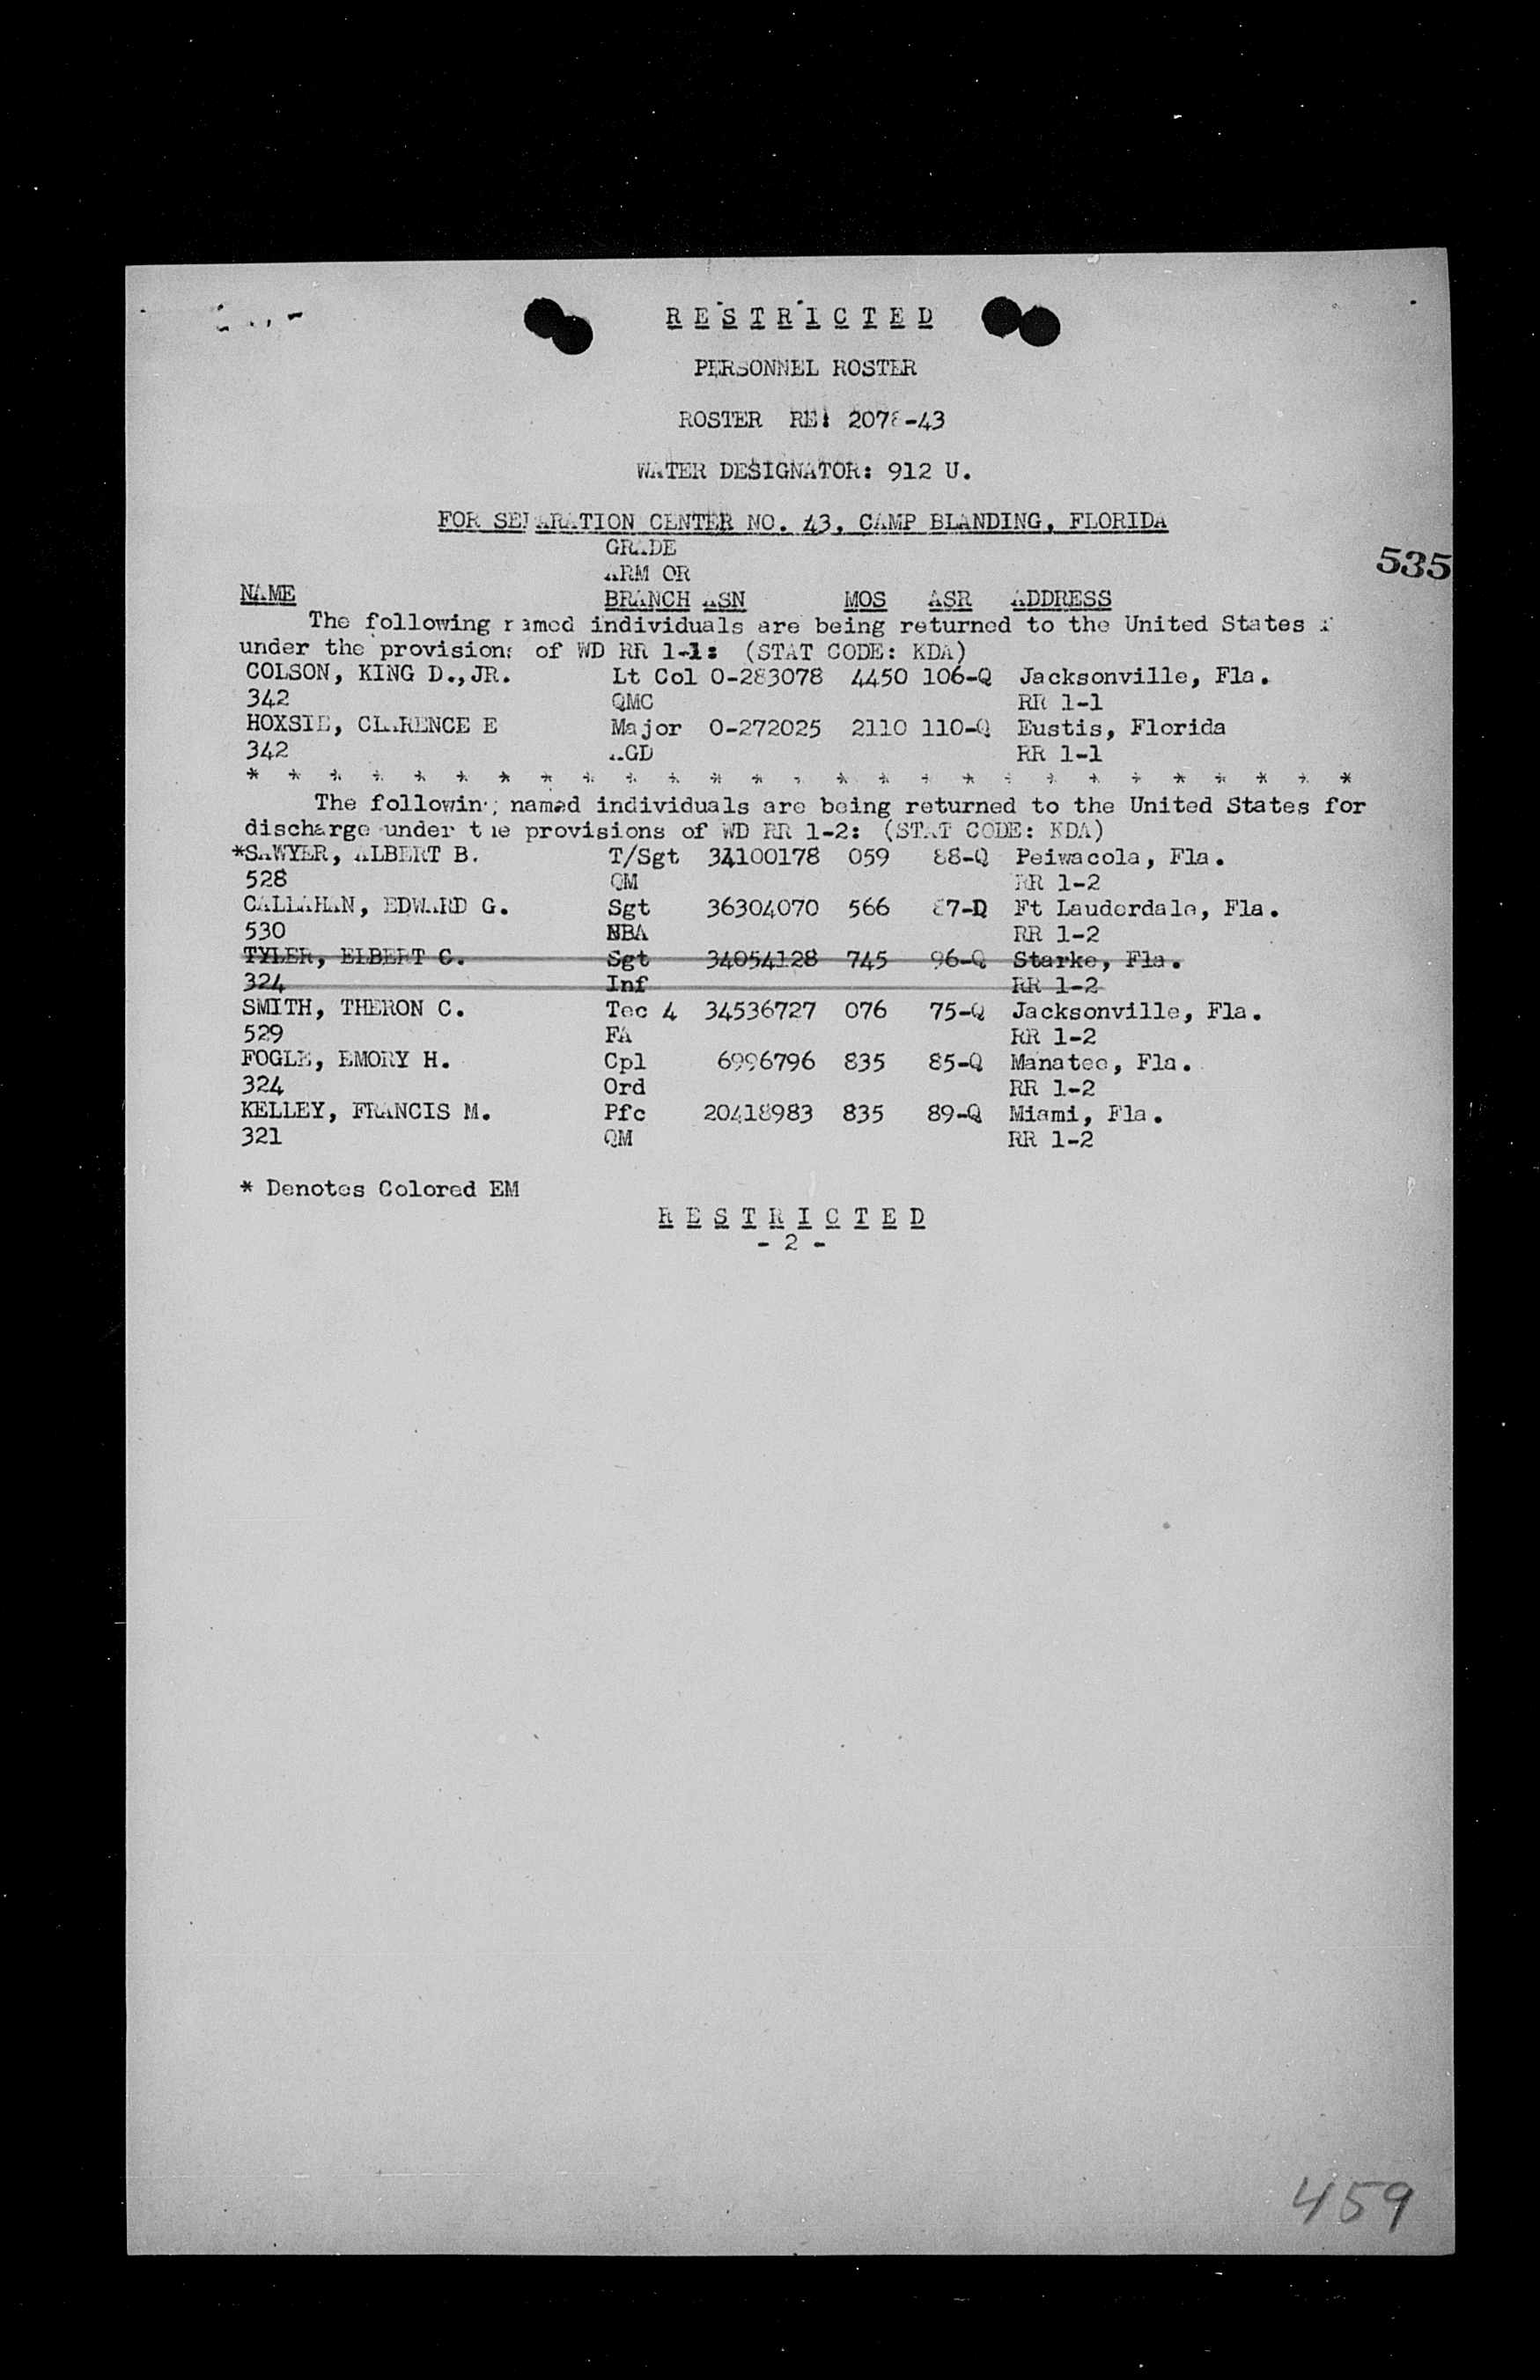 R E S T R I C T E D
PERSONNEL ROSTER
ROSTER RE: 2078-43
WATER DESIGNATOR: 912 U.
FOR SEPARATION CENTER NO. 43, CAMP BLANDING, FLORIDA
GRADE
ARM OR
535
NAME BRANCH ASN MOS ASR ADDRESS
The following named individuals are being returned to the United States
under the provisions of WD RR 1-1: (STAT CODE: KDA)
COLSON, KING D.,JR. Lt Col O-283078 4450 106-Q Jacksonville, Fla.
342 QMC RR 1-1
HOXSIE, CLARENCE E Major O-272025 2110 110-Q Eustis, Florida
342 AGD RR 1-1
* * * * * * * * * * * * * * * * * * * * * * * * * * *
The following named individuals are being returned to the United States for
discharge under the provisions of WD RR 1-2: (STAT CODE: KDA)
*SAWYER, ALBERT B. T/Sgt 34100178 059 88-Q Peiwacola, Fla.
528 QM RR 1-2
CALLAHAN, EDWARD G. Sgt 36304070 566 87-D Ft Lauderdale, Fla.
530 NBA RR 1-2
TYLER, ELBERT C. Sgt 34054128 745 96-Q Starke, Fla.
324 Inf RR 1-2
SMITH, THERON C. Tec 4 34536727 076 75-Q Jacksonville, Fla.
529 FA RR 1-2
FOGLE, EMORY H. Cpl 6996796 835 85-Q Manatee, Fla.
324 Ord RR 1-2
KELLEY, FRANCIS M. Pfc 20418983 835 89-Q Miami, Fla.
321 QM RR 1-2
* Denotes Colored EM
R E S T R I C T E D
- 2 -
459